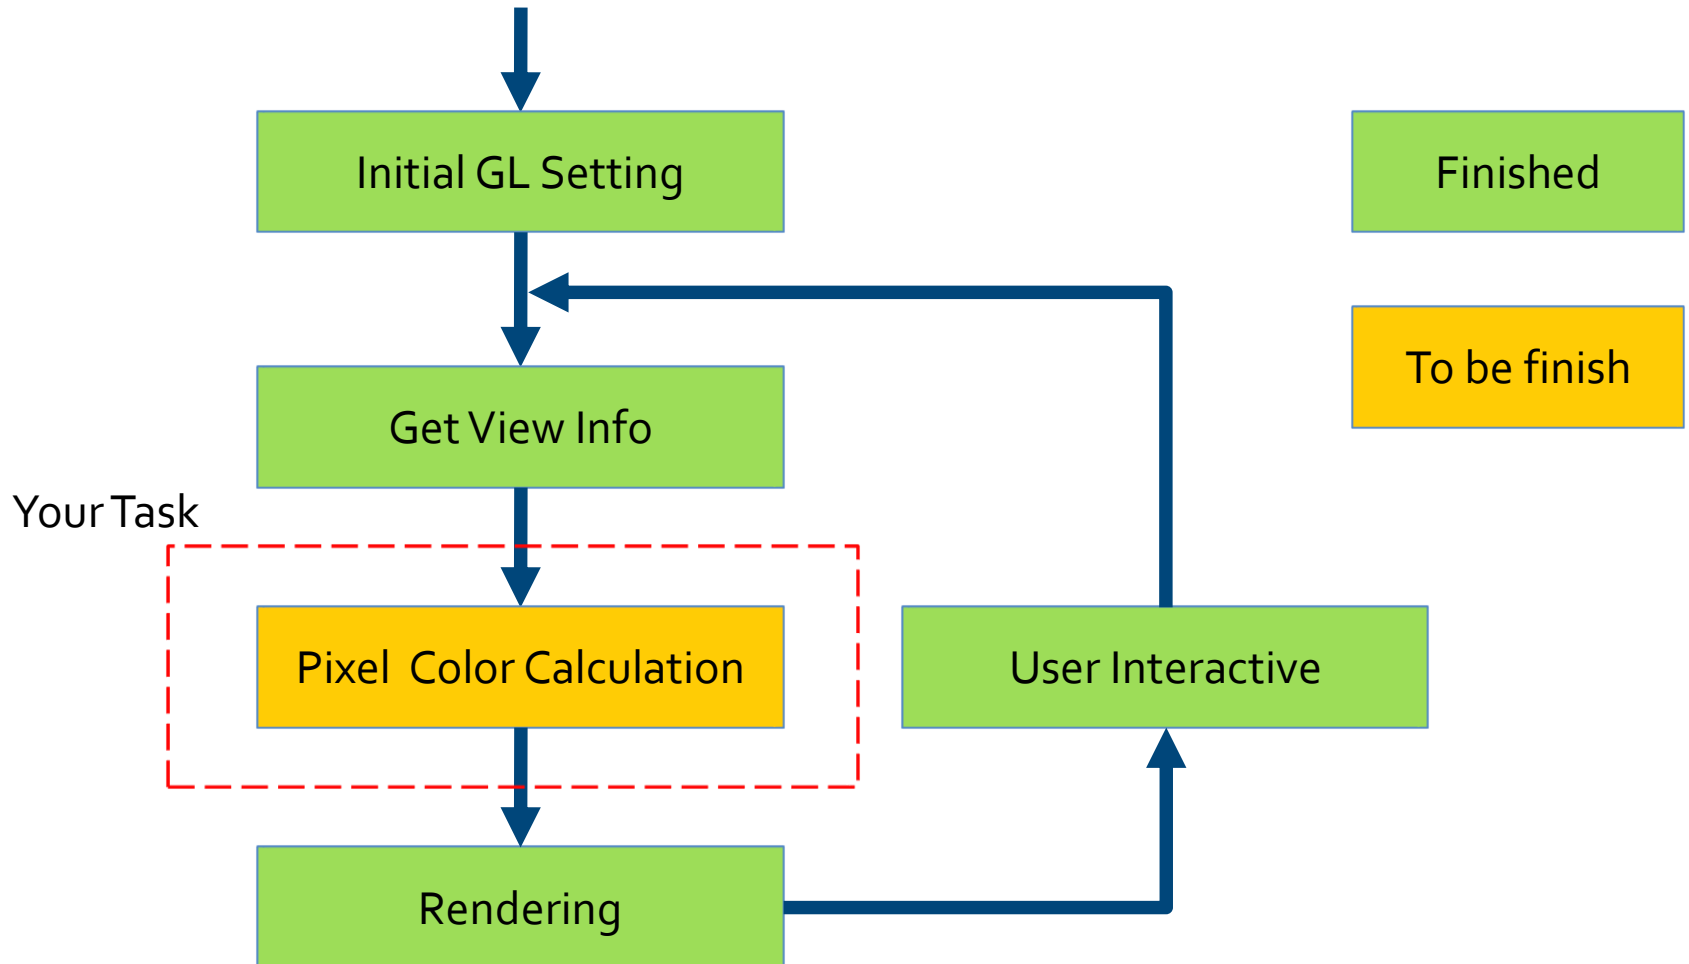 Initial GL Setting
Finished
To be finish
Get View Info
Your Task
Pixel  Color Calculation
User Interactive
Rendering